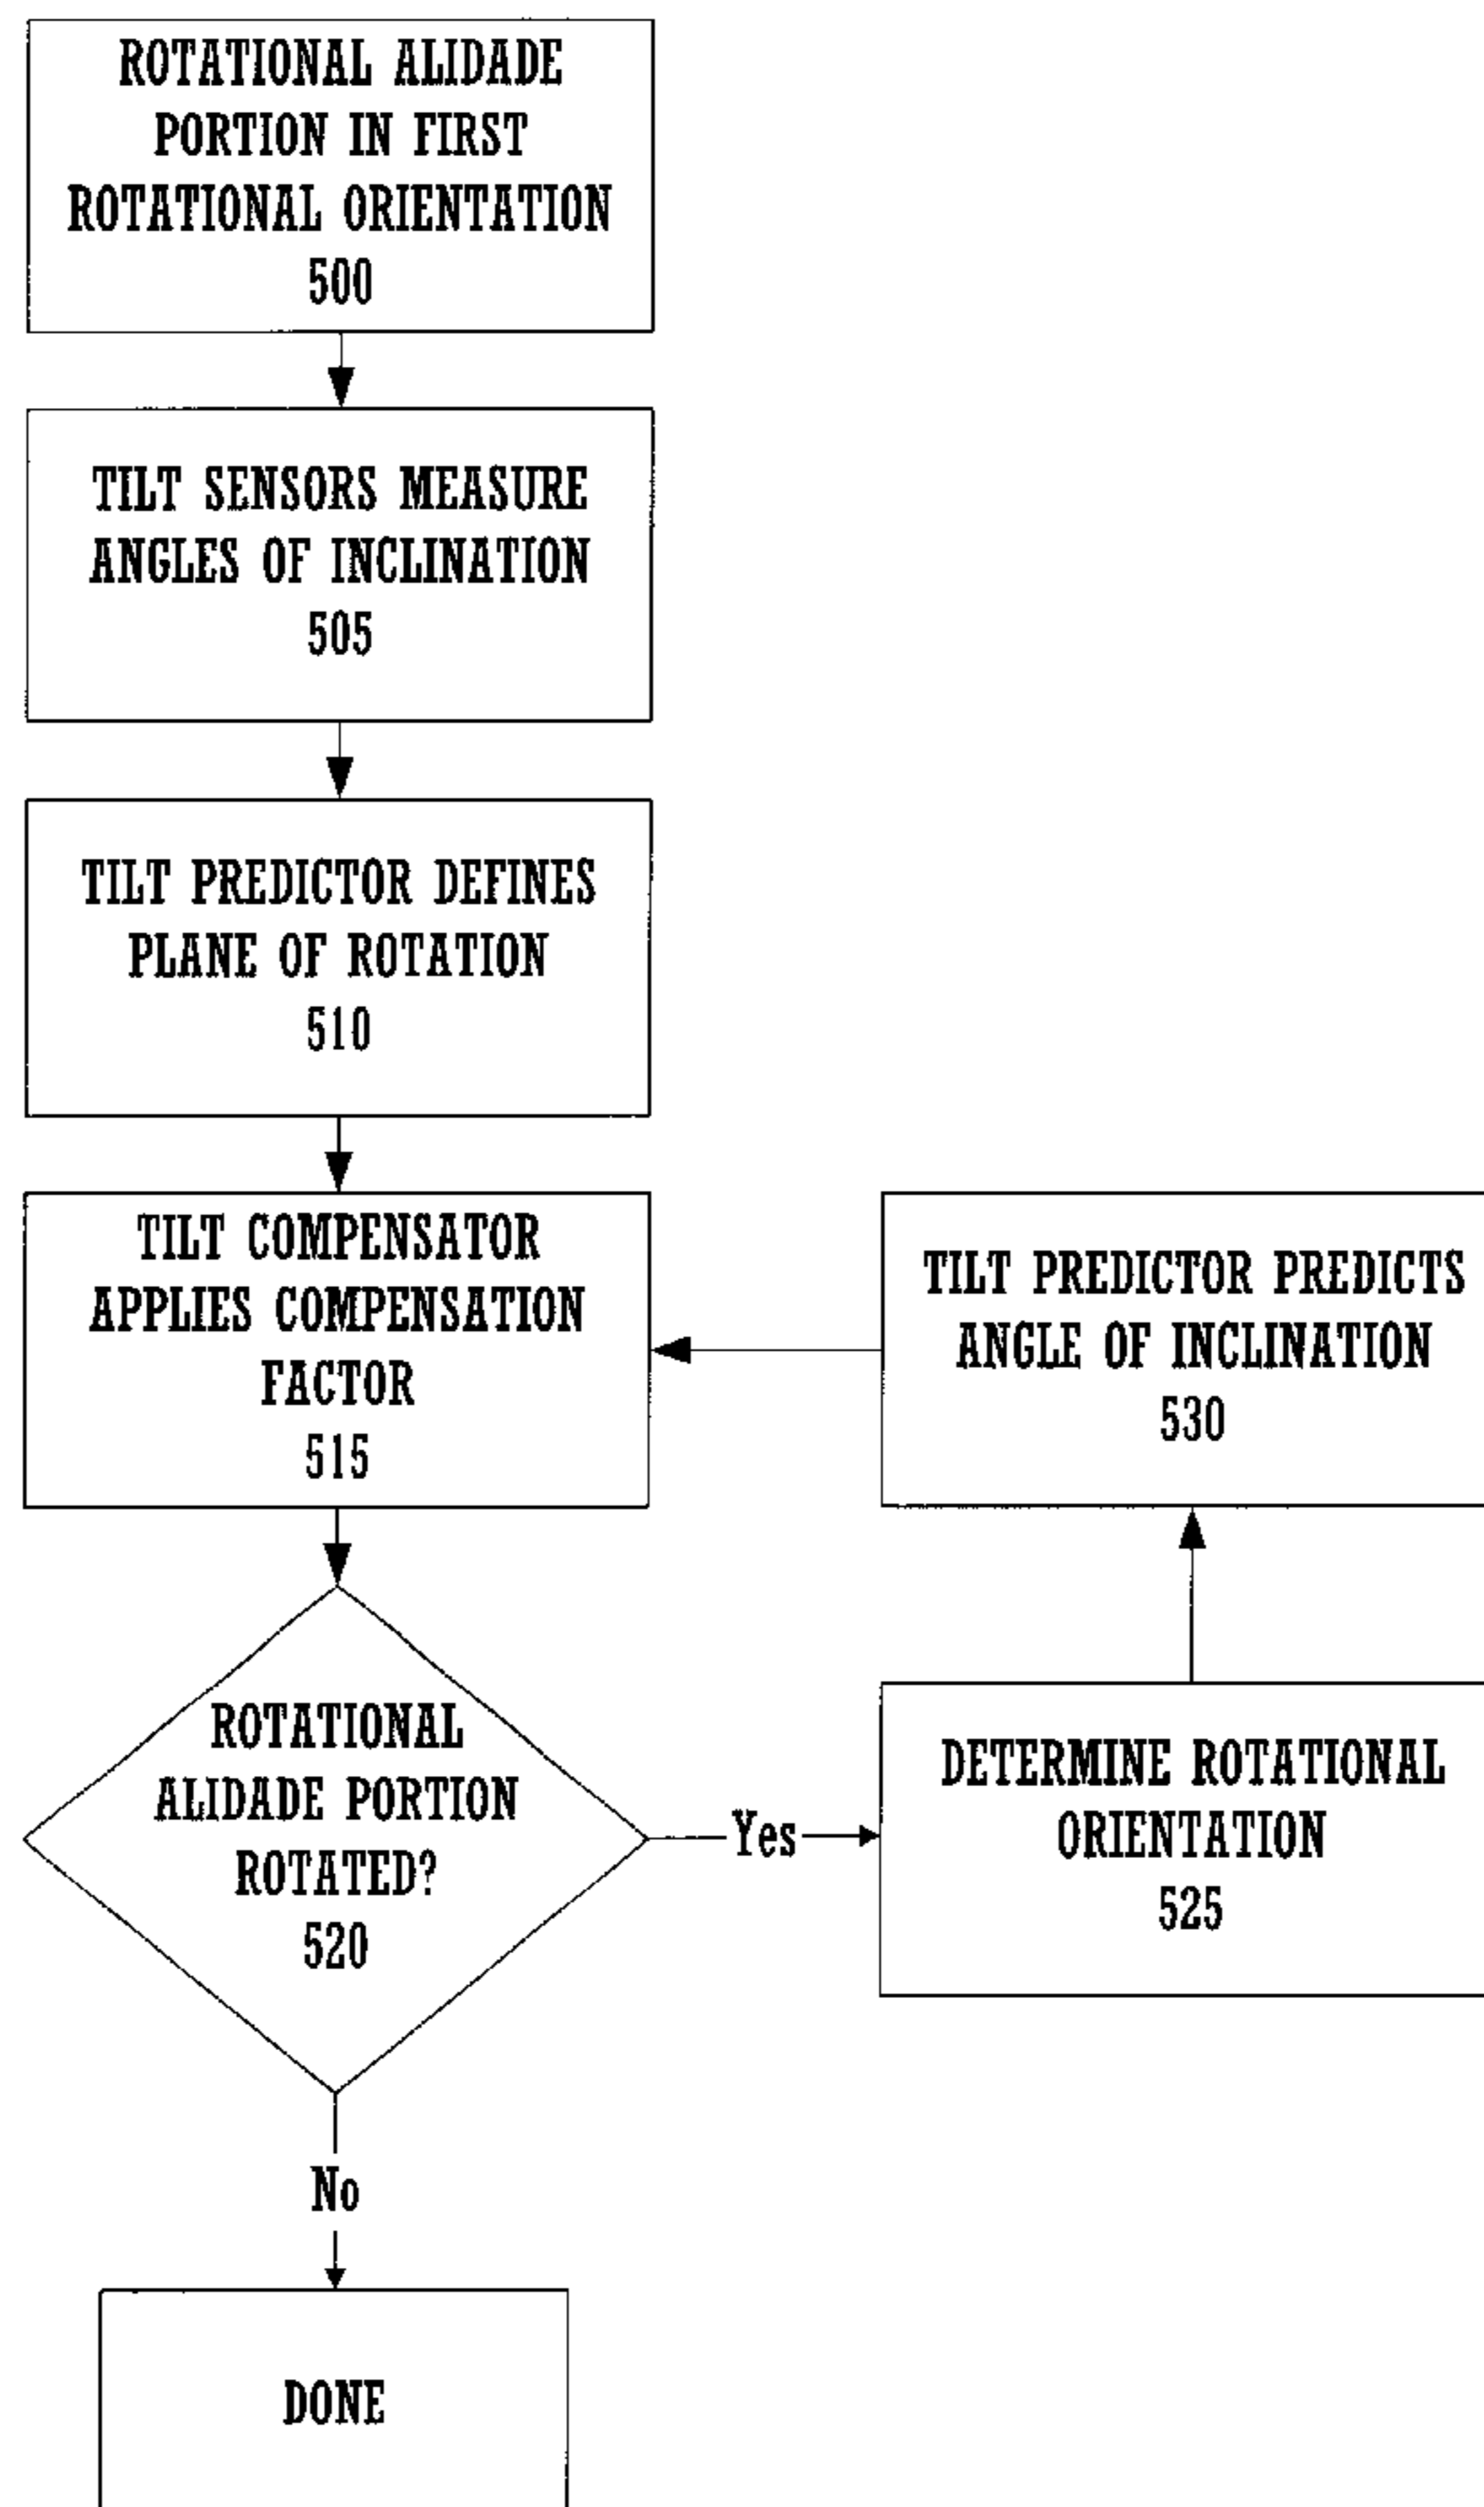 ROTATIONAL ALIDADE
PORTION IN FIRST
ROTATIONAL ORIENTATION
500
TILT SENSORS MEASURE
ANGLES OF INCLINATION
505
TILT PREDICTOR DEFINES
PLANE OF ROTATION
510
TILT COMPENSATOR
APPLIES COMPENSATION
FACTOR
515
TILT PREDICTOR PREDICTS
ANGLE OF INCLINATION
530
ROTATIONAL
ALIDADE PORTION
ROTATED?
520
Yes
DETERMINE ROTATIONAL
ORIENTATION
525
No
DONE